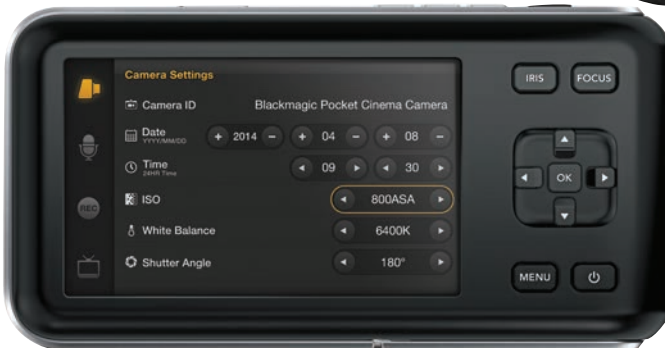 Camera Settings
IRIS FOCUS
Camera ID Blackmagic Pocket Cinema Camera
Date + 2014 - + 04 - + 08 -
YYYY/MM/DD
Time 09 30
24HR Time
OK
REC
ISO 800ASA
White Balance 6400K
Shutter Angle 180°
MENU